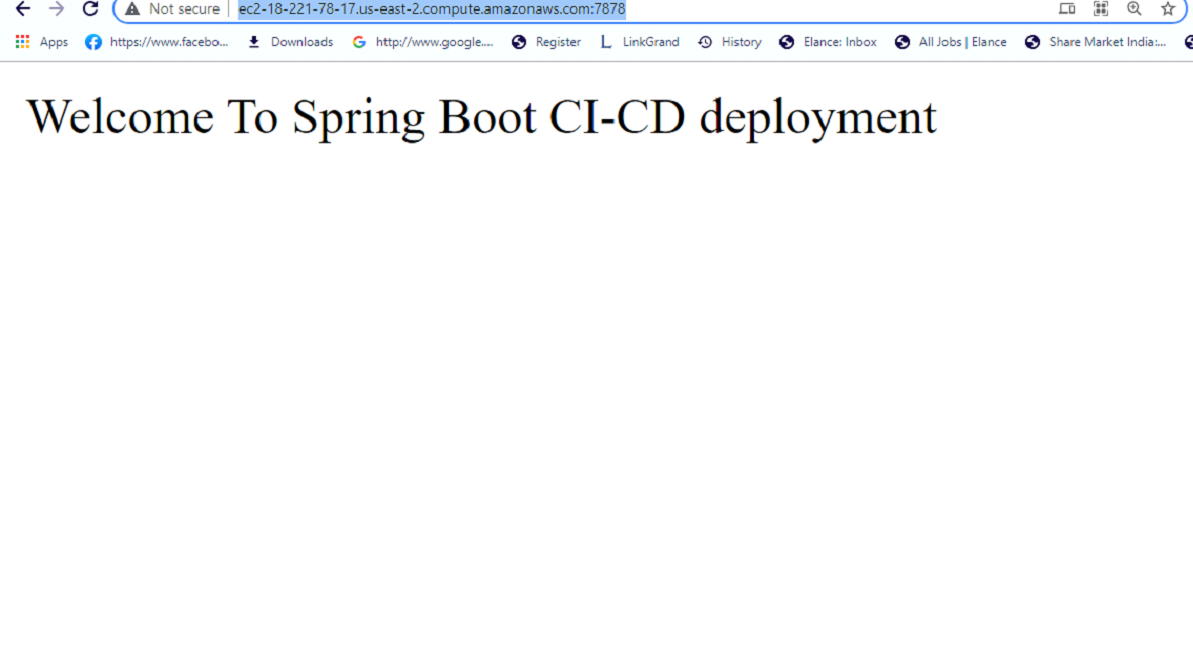 Not secure ec2-18-221-78-17.us-east-2.compute.amazonaws.com:7878
Apps https://www.facebo... Downloads http://www.google.... Register LinkGrand History Elance: Inbox All Jobs | Elance Share Market India:...
Welcome To Spring Boot CI-CD deployment